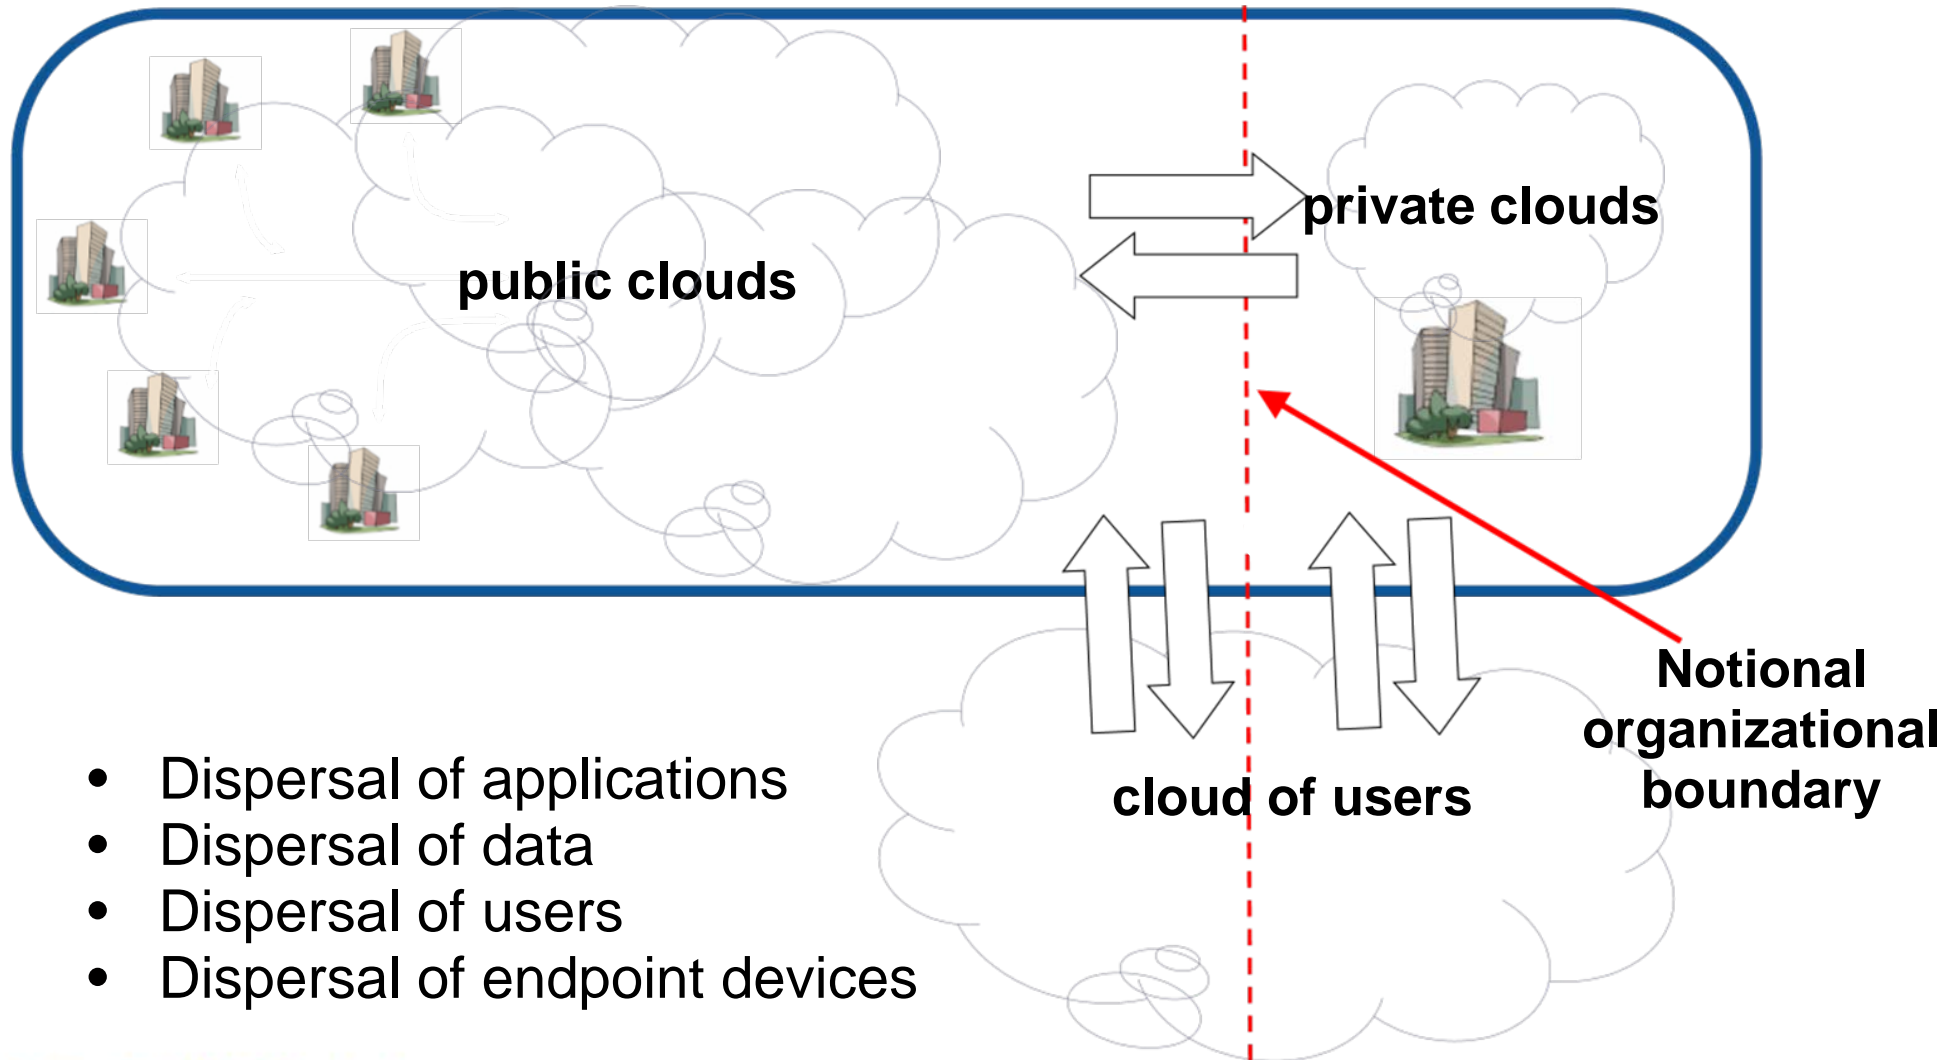 private clouds
public clouds
Notional
organizational
boundary
cloud of users
• Dispersal of applications
• Dispersal of data
• Dispersal of users
• Dispersal of endpoint devices